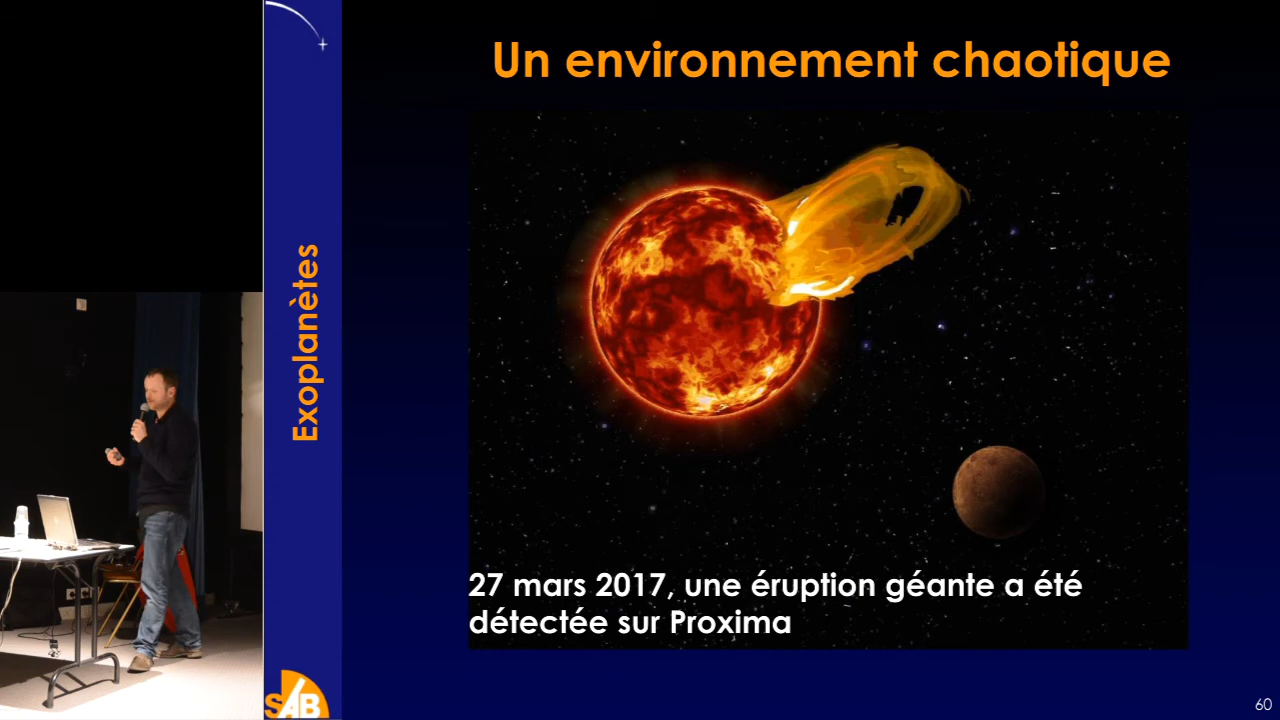 Un environnement chaotique
Exoplanètes
27 mars 2017, une éruption géante a été
détectée sur Proxima
SAB
60